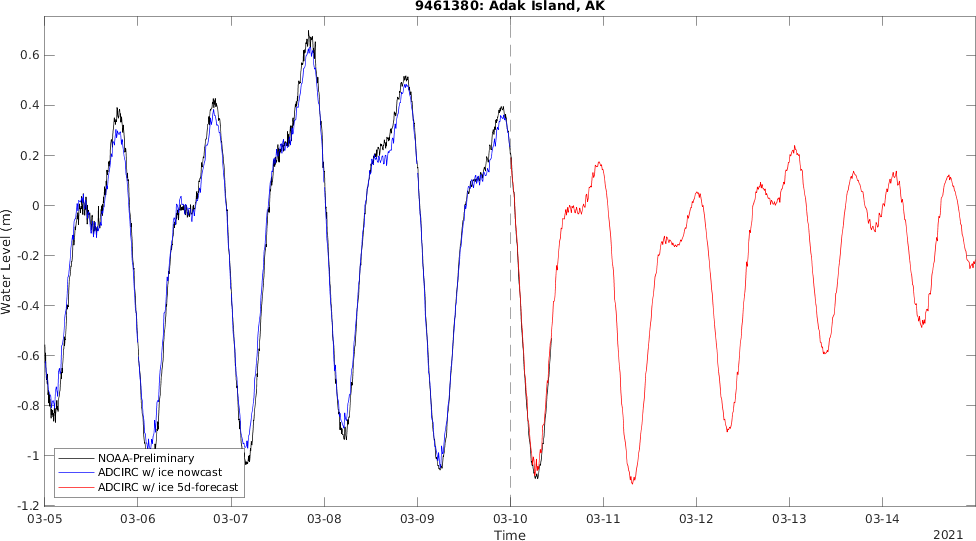 9461380: Adak Island, AK
0.6
0.4
0.2
0
-0.2
-0.4
-0.6
-0.8
-1
-1.2
Water Level (m)
NOAA-Preliminary
ADCIRC w/ ice nowcast
ADCIRC w/ ice 5d-forecast
03-05 03-06 03-07 03-08 03-09 03-10 03-11 03-12 03-13 03-14
Time
2021